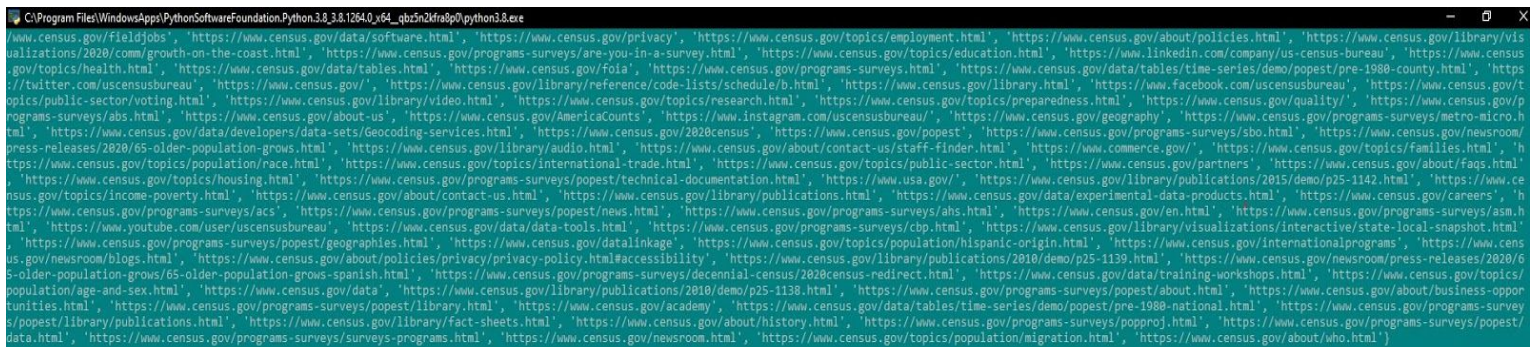 C:\Program Files\WindowsApps\PythonSoftwareFoundation.Python.3.8_3.8.1264.0_x64__qbz5n2kfra8p0\python3.8.exe
/www.census.gov/fieldjobs', 'https://www.census.gov/data/software.html', 'https://www.census.gov/privacy', 'https://www.census.gov/topics/employment.html', 'https://www.census.gov/about/policies.html', 'https://www.census.gov/library/vis
ualizations/2020/comm/growth-on-the-coast.html', 'https://www.census.gov/programs-surveys/are-you-in-a-survey.html', 'https://www.census.gov/topics/education.html', 'https://www.linkedin.com/company/us-census-bureau', 'https://www.census
.gov/topics/health.html', 'https://www.census.gov/data/tables.html', 'https://www.census.gov/foia', 'https://www.census.gov/programs-surveys.html', 'https://www.census.gov/data/tables/time-series/demo/popest/pre-1980-county.html', 'https
://twitter.com/uscensusbureau', 'https://www.census.gov/', 'https://www.census.gov/library/reference/code-lists/schedule/b.html', 'https://www.census.gov/library.html', 'https://www.facebook.com/uscensusbureau', 'https://www.census.gov/t
opics/public-sector/voting.html', 'https://www.census.gov/library/video.html', 'https://www.census.gov/topics/research.html', 'https://www.census.gov/topics/preparedness.html', 'https://www.census.gov/quality/', 'https://www.census.gov/p
rograms-surveys/abs.html', 'https://www.census.gov/about-us', 'https://www.census.gov/AmericaCounts', 'https://www.instagram.com/uscensusbureau/', 'https://www.census.gov/geography', 'https://www.census.gov/programs-surveys/metro-micro.h
tml', 'https://www.census.gov/data/developers/data-sets/Geocoding-services.html', 'https://www.census.gov/2020census', 'https://www.census.gov/popest', 'https://www.census.gov/programs-surveys/sbo.html', 'https://www.census.gov/newsroom/
press-releases/2020/65-older-population-grows.html', 'https://www.census.gov/library/audio.html', 'https://www.census.gov/about/contact-us/staff-finder.html', 'https://www.commerce.gov/', 'https://www.census.gov/topics/families.html', 'h
ttps://www.census.gov/topics/population/race.html', 'https://www.census.gov/topics/international-trade.html', 'https://www.census.gov/topics/public-sector.html', 'https://www.census.gov/partners', 'https://www.census.gov/about/faqs.html'
, 'https://www.census.gov/topics/housing.html', 'https://www.census.gov/programs-surveys/popest/technical-documentation.html', 'https://www.usa.gov/', 'https://www.census.gov/library/publications/2015/demo/p25-1142.html', 'https://www.ce
nsus.gov/topics/income-poverty.html', 'https://www.census.gov/about/contact-us.html', 'https://www.census.gov/library/publications.html', 'https://www.census.gov/data/experimental-data-products.html', 'https://www.census.gov/careers', 'h
ttps://www.census.gov/programs-surveys/acs', 'https://www.census.gov/programs-surveys/popest/news.html', 'https://www.census.gov/programs-surveys/ahs.html', 'https://www.census.gov/en.html', 'https://www.census.gov/programs-surveys/asm.h
tml', 'https://www.youtube.com/user/uscensusbureau', 'https://www.census.gov/data/data-tools.html', 'https://www.census.gov/programs-surveys/cbp.html', 'https://www.census.gov/library/visualizations/interactive/state-local-snapshot.html'
, 'https://www.census.gov/programs-surveys/popest/geographies.html', 'https://www.census.gov/datalinkage', 'https://www.census.gov/topics/population/hispanic-origin.html', 'https://www.census.gov/internationalprograms', 'https://www.cens
us.gov/newsroom/blogs.html', 'https://www.census.gov/about/policies/privacy/privacy-policy.html#accessibility', 'https://www.census.gov/library/publications/2010/demo/p25-1139.html', 'https://www.census.gov/newsroom/press-releases/2020/6
5-older-population-grows/65-older-population-grows-spanish.html', 'https://www.census.gov/programs-surveys/decennial-census/2020census-redirect.html', 'https://www.census.gov/data/training-workshops.html', 'https://www.census.gov/topics/
population/age-and-sex.html', 'https://www.census.gov/data', 'https://www.census.gov/library/publications/2010/demo/p25-1138.html', 'https://www.census.gov/programs-surveys/popest/about.html', 'https://www.census.gov/about/business-oppor
tunities.html', 'https://www.census.gov/programs-surveys/popest/library.html', 'https://www.census.gov/academy', 'https://www.census.gov/data/tables/time-series/demo/popest/pre-1980-national.html', 'https://www.census.gov/programs-survey
s/popest/library/publications.html', 'https://www.census.gov/library/fact-sheets.html', 'https://www.census.gov/about/history.html', 'https://www.census.gov/programs-surveys/popproj.html', 'https://www.census.gov/programs-surveys/popest/
data.html', 'https://www.census.gov/programs-surveys/surveys-programs.html', 'https://www.census.gov/newsroom.html', 'https://www.census.gov/topics/population/migration.html', 'https://www.census.gov/about/who.html'}